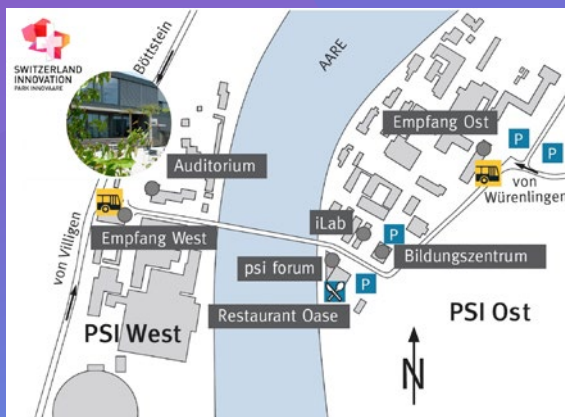 SWITZERLAND
INNOVATION
PARK INNOVAARE
Böttstein
AARE
Empfang Ost
P
P
Auditorium
von
Würenlingen
iLab
P
Empfang West
Bildungszentrum
von Villigen
psi forum
P
Restaurant Oase
PSI West
PSI Ost
N